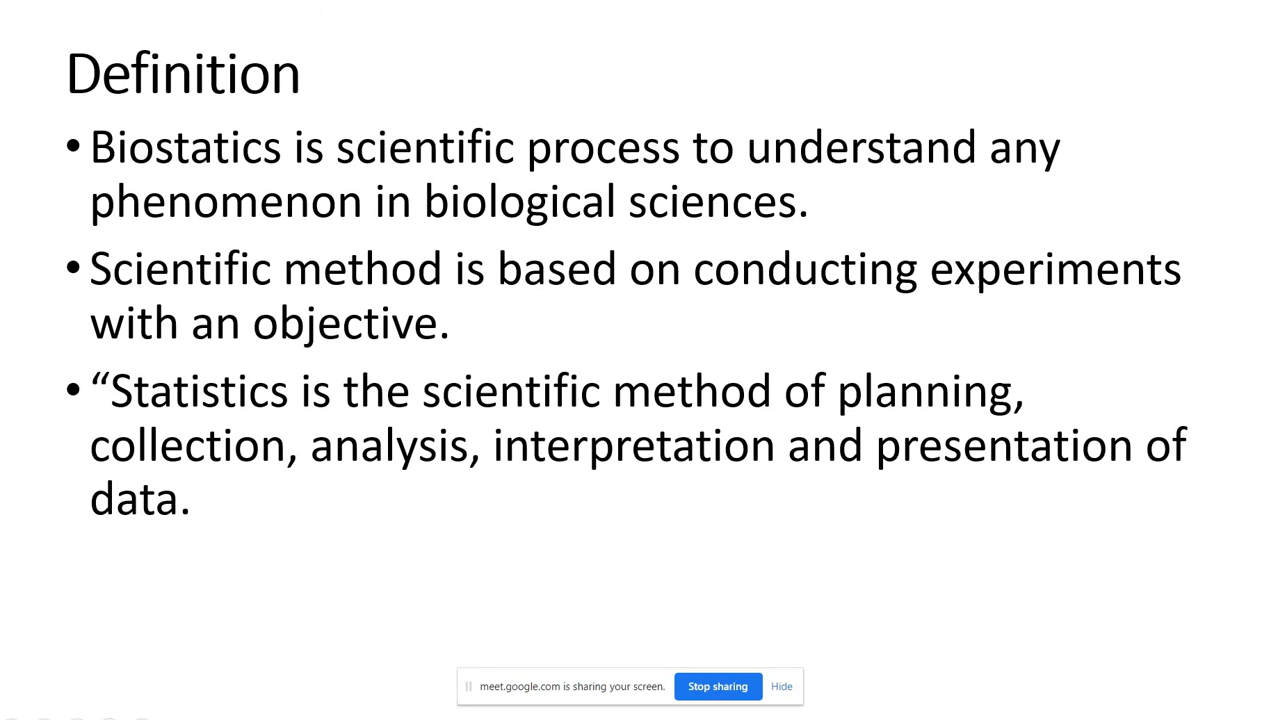 Definition
• Biostatics is scientific process to understand any
phenomenon in biological sciences.
• Scientific method is based on conducting experiments
with an objective.
• “Statistics is the scientific method of planning,
collection, analysis, interpretation and presentation of
data.
meet.google.com is sharing your screen. Stop sharing Hide